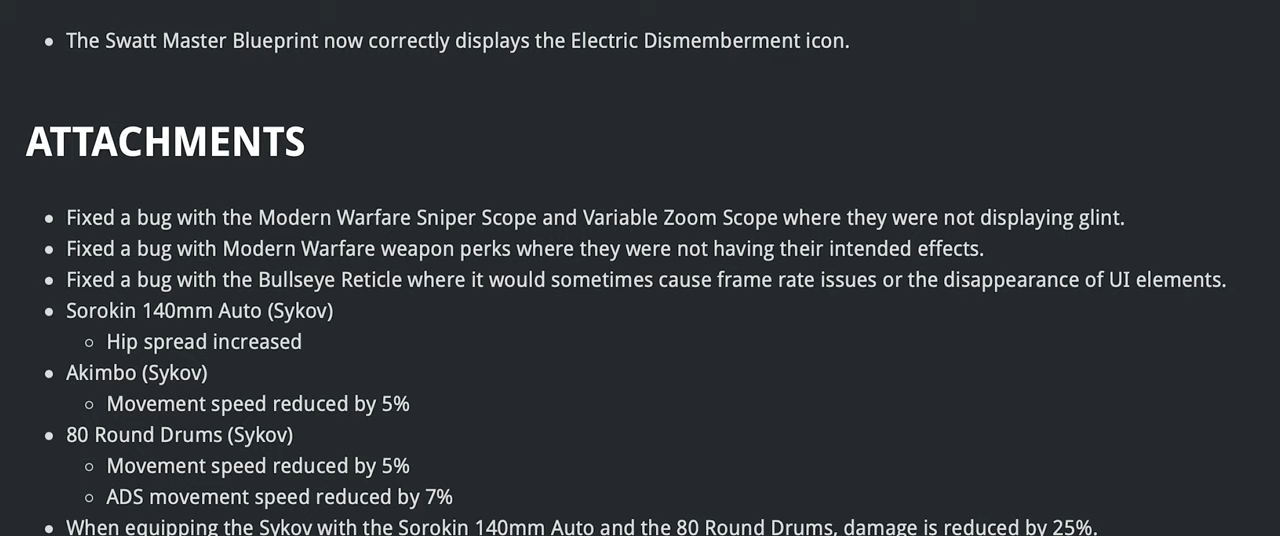 • The Swatt Master Blueprint now correctly displays the Electric Dismemberment icon.
ATTACHMENTS
• Fixed a bug with the Modern Warfare Sniper Scope and Variable Zoom Scope where they were not displaying glint.
• Fixed a bug with Modern Warfare weapon perks where they were not having their intended effects.
• Fixed a bug with the Bullseye Reticle where it would sometimes cause frame rate issues or the disappearance of UI elements.
• Sorokin 140mm Auto (Sykov)
◦ Hip spread increased
• Akimbo (Sykov)
◦ Movement speed reduced by 5%
• 80 Round Drums (Sykov)
◦ Movement speed reduced by 5%
◦ ADS movement speed reduced by 7%
• When equipping the Sykov with the Sorokin 140mm Auto and the 80 Round Drums, damage is reduced by 25%.